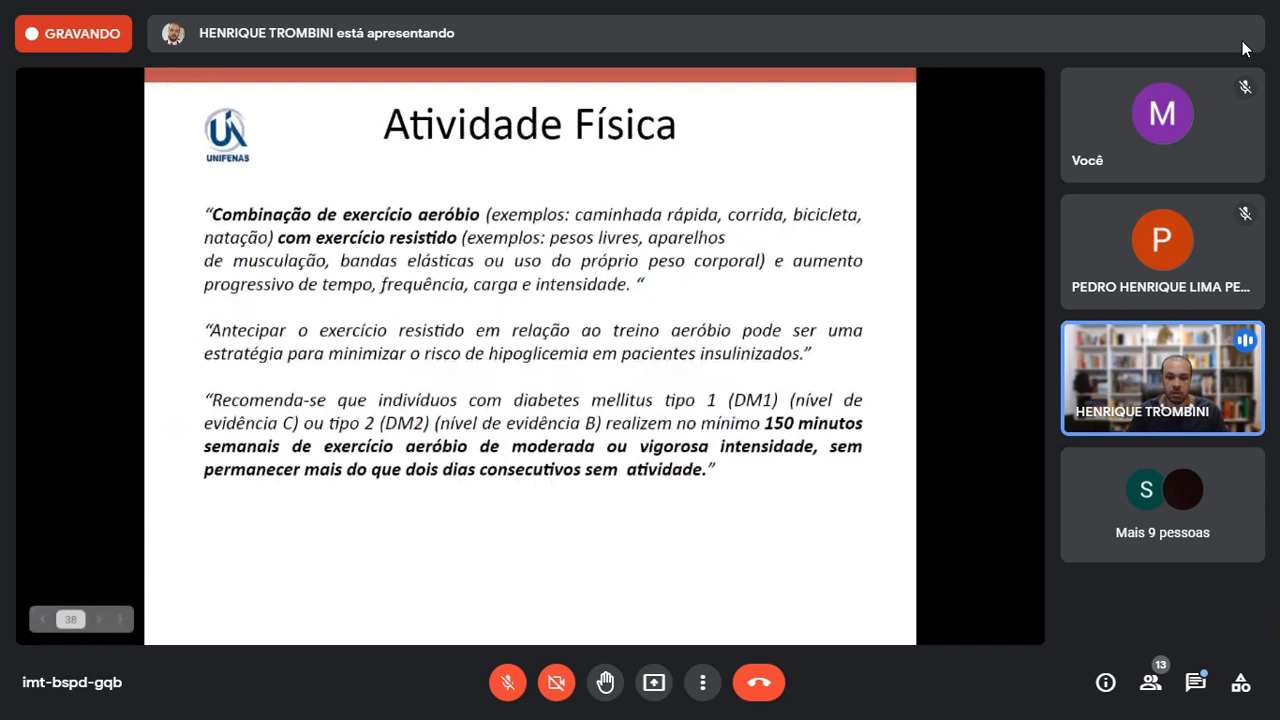 GRAVANDO
HENRIQUE TROMBINI está apresentando
UNIFENAS
Atividade Física
“Combinação de exercício aeróbio (exemplos: caminhada rápida, corrida, bicicleta,
natação) com exercício resistido (exemplos: pesos livres, aparelhos
de musculação, bandas elásticas ou uso do próprio peso corporal) e aumento
progressivo de tempo, frequência, carga e intensidade. “
“Antecipar o exercício resistido em relação ao treino aeróbio pode ser uma
estratégia para minimizar o risco de hipoglicemia em pacientes insulinizados.”
“Recomenda-se que indivíduos com diabetes mellitus tipo 1 (DM1) (nível de
evidência C) ou tipo 2 (DM2) (nível de evidência B) realizem no mínimo 150 minutos
semanais de exercício aeróbio de moderada ou vigorosa intensidade, sem
permanecer mais do que dois dias consecutivos sem atividade.”
38
M
Você
P
PEDRO HENRIQUE LIMA PE...
HENRIQUE TROMBINI
S
Mais 9 pessoas
imt-bspd-gqb
13